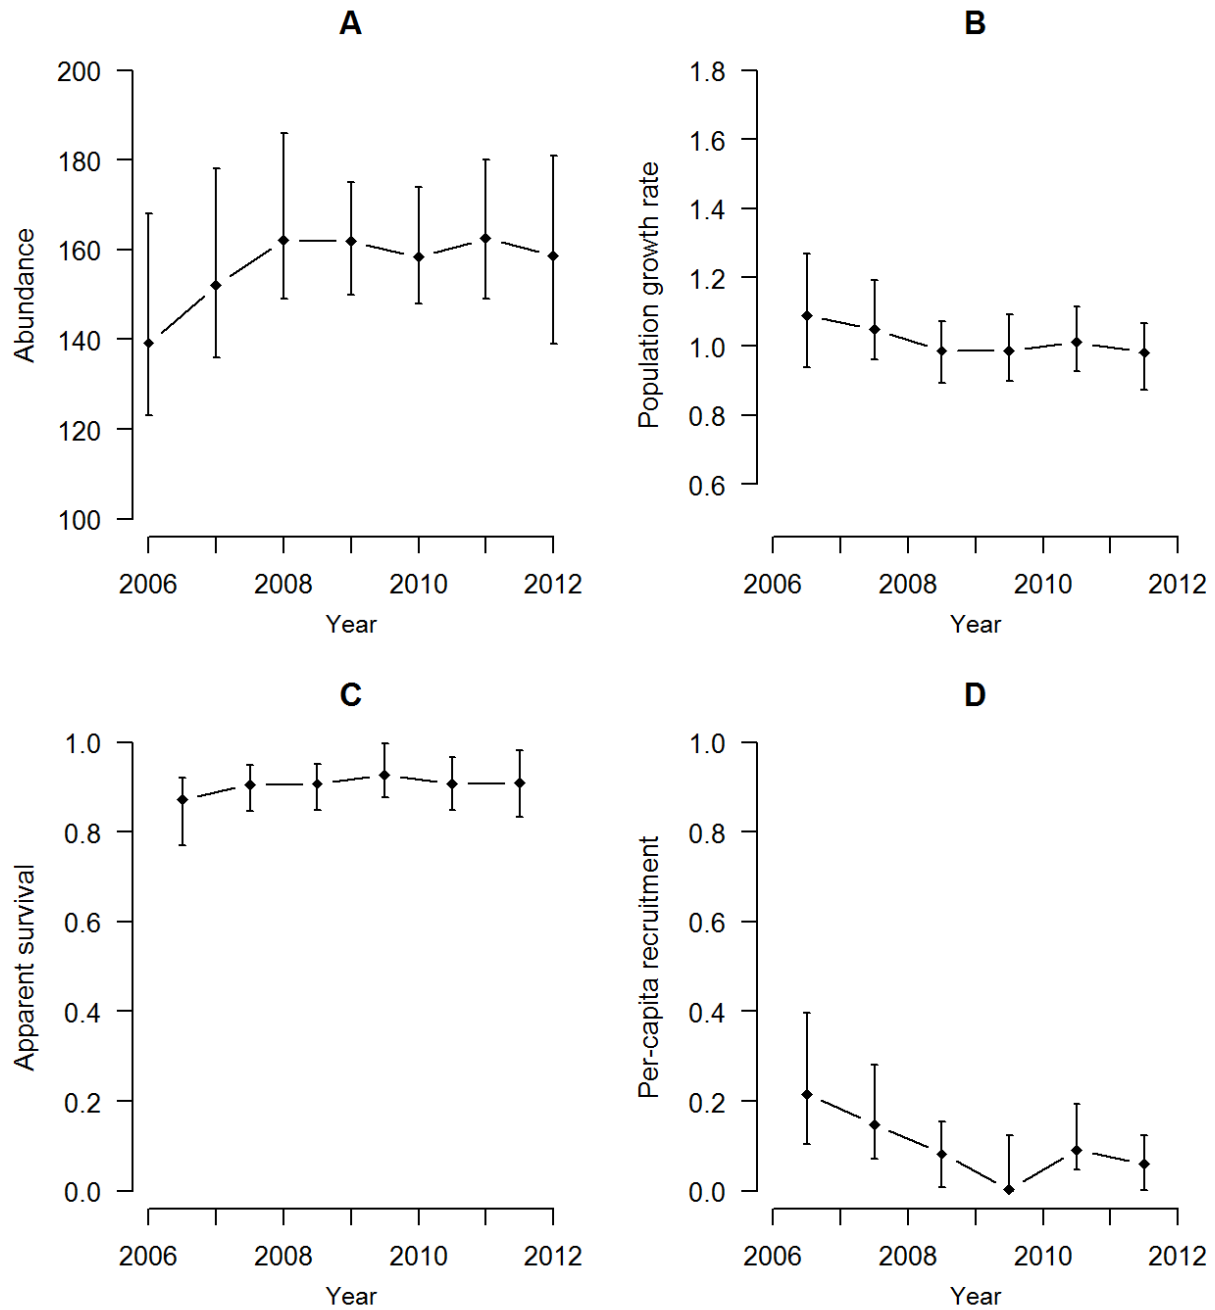 A
200
180
160
140
120
100
Abundance
2006 2008 2010 2012
Year
B
1.8
1.6
1.4
1.2
1.0
0.8
0.6
Population growth rate
2006 2008 2010 2012
Year
C
1.0
0.8
0.6
0.4
0.2
0.0
Apparent survival
2006 2008 2010 2012
Year
D
1.0
0.8
0.6
0.4
0.2
0.0
Per-capita recruitment
2006 2008 2010 2012
Year